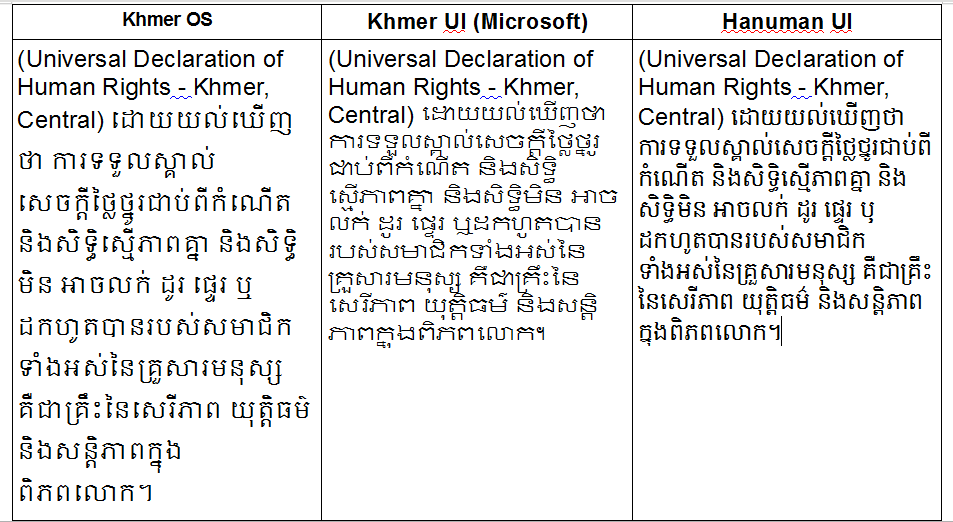 Khmer OS
(Universal Declaration of
Human Rights - Khmer,
Central) ដោយយល់ឃើញ
ថា ការទទួលស្គាល់
សេចក្តីថ្លៃថ្នូរជាប់ពីកំណើត
និងសិទ្ធិស្មើភាពគ្នា និងសិទ្ធិ
មិន អាចលក់ ដូរ ផ្ទេរ ឬ
ដកហូតបានរបស់សមាជិក
ទាំងអស់នៃគ្រួសារមនុស្ស
គឺជាគ្រឹះនៃសេរីភាព យុត្តិធម៌
និងសន្តិភាពក្នុង
ពិភពលោក។
Khmer UI (Microsoft)
(Universal Declaration of
Human Rights - Khmer,
Central) ដោយយល់ឃើញថា
ការទទួលស្គាល់សេចក្តីថ្លៃថ្នូរ
ជាប់ពីកំណើត និងសិទ្ធិ
ស្មើភាពគ្នា និងសិទ្ធិមិន អាច
លក់ ដូរ ផ្ទេរ ឬដកហូតបាន
របស់សមាជិកទាំងអស់នៃ
គ្រួសារមនុស្ស គឺជាគ្រឹះនៃ
សេរីភាព យុត្តិធម៌ និងសន្តិ
ភាពក្នុងពិភពលោក។
Hanuman UI
(Universal Declaration of
Human Rights - Khmer,
Central) ដោយយល់ឃើញថា
ការទទួលស្គាល់សេចក្តីថ្លៃថ្នូរជាប់ពី
កំណើត និងសិទ្ធិស្មើភាពគ្នា និង
សិទ្ធិមិន អាចលក់ ដូរ ផ្ទេរ ឬ
ដកហូតបានរបស់សមាជិក
ទាំងអស់នៃគ្រួសារមនុស្ស គឺជាគ្រឹះ
នៃសេរីភាព យុត្តិធម៌ និងសន្តិភាព
ក្នុងពិភពលោក។